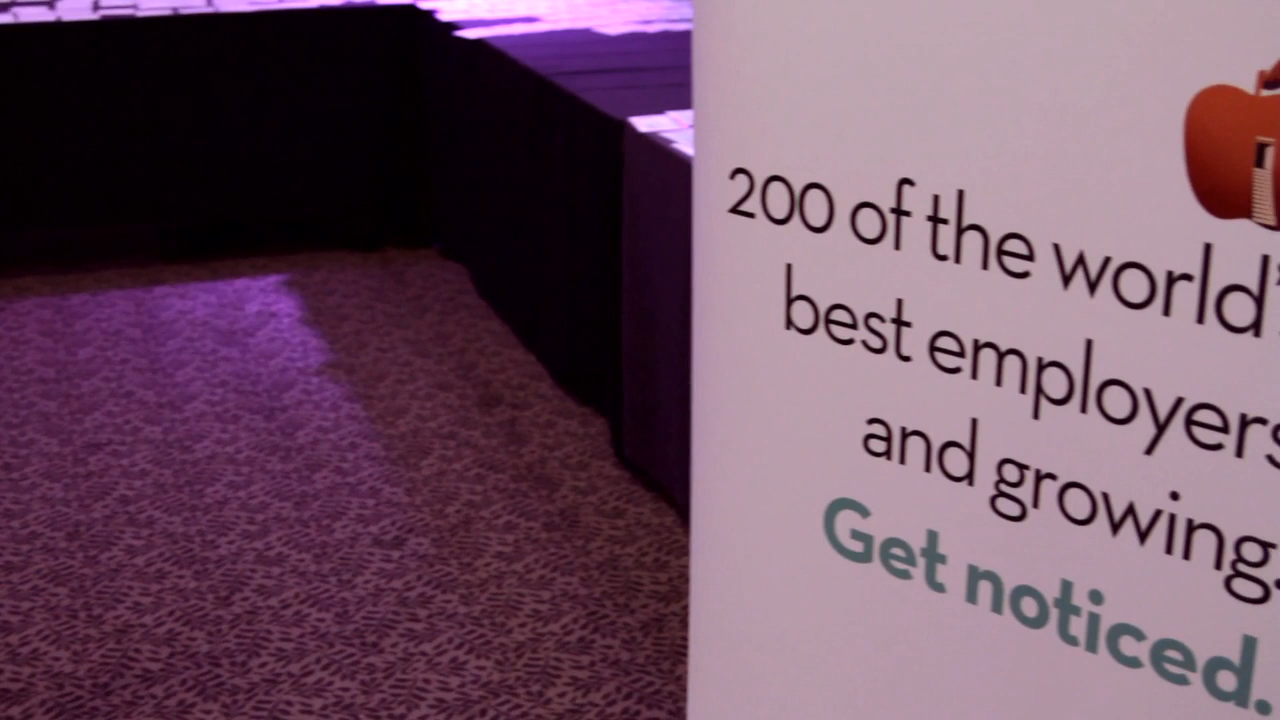 200 of the world'
best employers
and growing.
Get noticed.